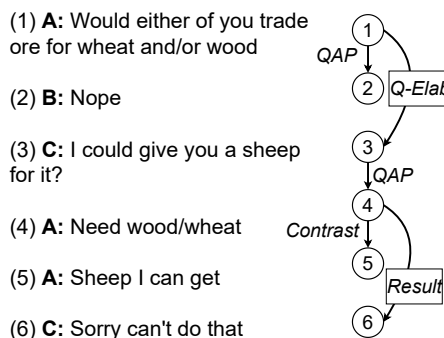 (1) A: Would either of you trade
ore for wheat and/or wood
(2) B: Nope
(3) C: I could give you a sheep
for it?
(4) A: Need wood/wheat
(5) A: Sheep I can get
(6) C: Sorry can't do that
1
QAP
2
Q-Elab
3
QAP
4
Contrast
5
Result
6